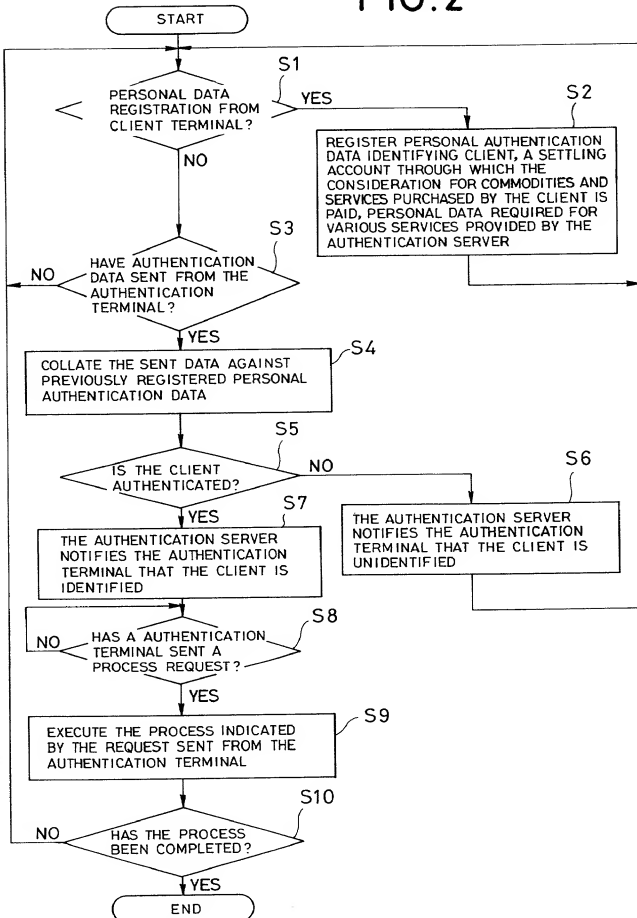 FIG.2
START
S1
PERSONAL DATA
REGISTRATION FROM
CLIENT TERMINAL?
YES
NO
S2
REGISTER PERSONAL AUTHENTICATION
DATA IDENTIFYING CLIENT, A SETTLING
ACCOUNT THROUGH WHICH THE
CONSIDERATION FOR COMMODITIES AND
SERVICES PURCHASED BY THE CLIENT IS
PAID, PERSONAL DATA REQUIRED FOR
VARIOUS SERVICES PROVIDED BY THE
AUTHENTICATION SERVER
S3
HAVE AUTHENTICATION
DATA SENT FROM THE
AUTHENTICATION
TERMINAL?
NO
YES
S4
COLLATE THE SENT DATA AGAINST
PREVIOUSLY REGISTERED PERSONAL
AUTHENTICATION DATA
S5
IS THE CLIENT
AUTHENTICATED?
NO
YES
S6
THE AUTHENTICATION SERVER
NOTIFIES THE AUTHENTICATION
TERMINAL THAT THE CLIENT IS
UNIDENTIFIED
S7
THE AUTHENTICATION SERVER
NOTIFIES THE AUTHENTICATION
TERMINAL THAT THE CLIENT IS
IDENTIFIED
S8
HAS A AUTHENTICATION
TERMINAL SENT A
PROCESS REQUEST?
NO
YES
S9
EXECUTE THE PROCESS INDICATED
BY THE REQUEST SENT FROM THE
AUTHENTICATION TERMINAL
S10
HAS THE PROCESS
BEEN COMPLETED?
NO
YES
END